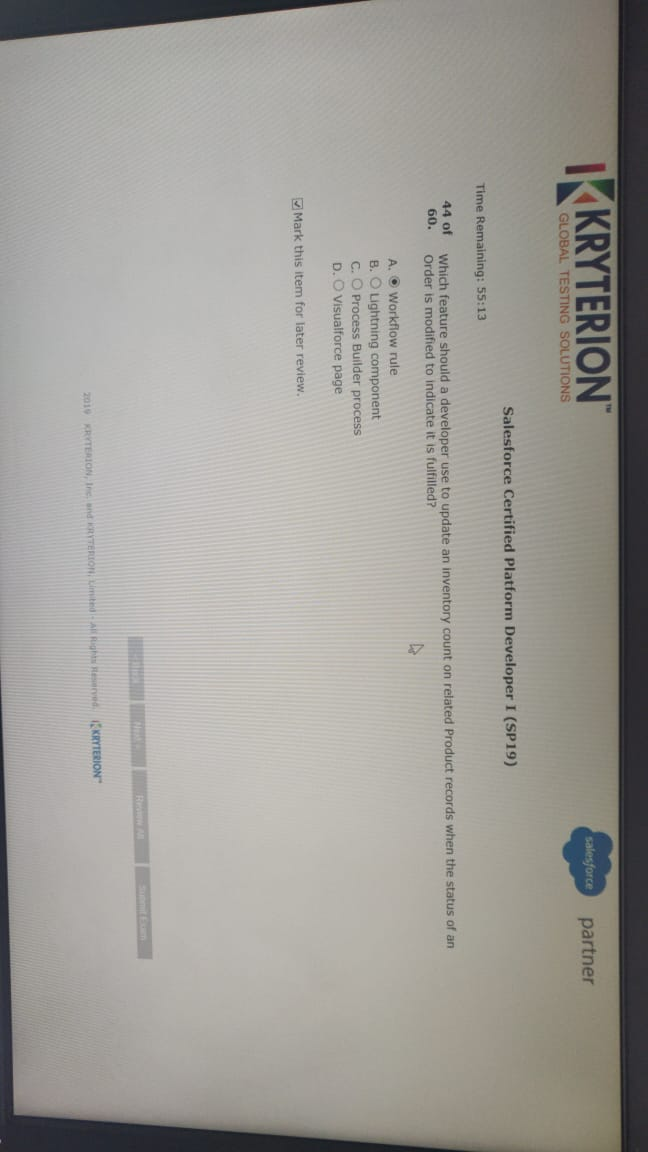 KRYTERION™
GLOBAL TESTING SOLUTIONS
salesforce partner
Salesforce Certified Platform Developer I (SP19)
Time Remaining: 55:13
44 of 60. Which feature should a developer use to update an inventory count on related Product records when the status of an
Order is modified to indicate it is fulfilled?
A. Workflow rule
B. Lightning component
C. Process Builder process
D. Visualforce page
Mark this item for later review.
Next > Review All Submit Exam
2019 KRYTERION, Inc. and KRYTERION, Limited - All Rights Reserved. KRYTERION™